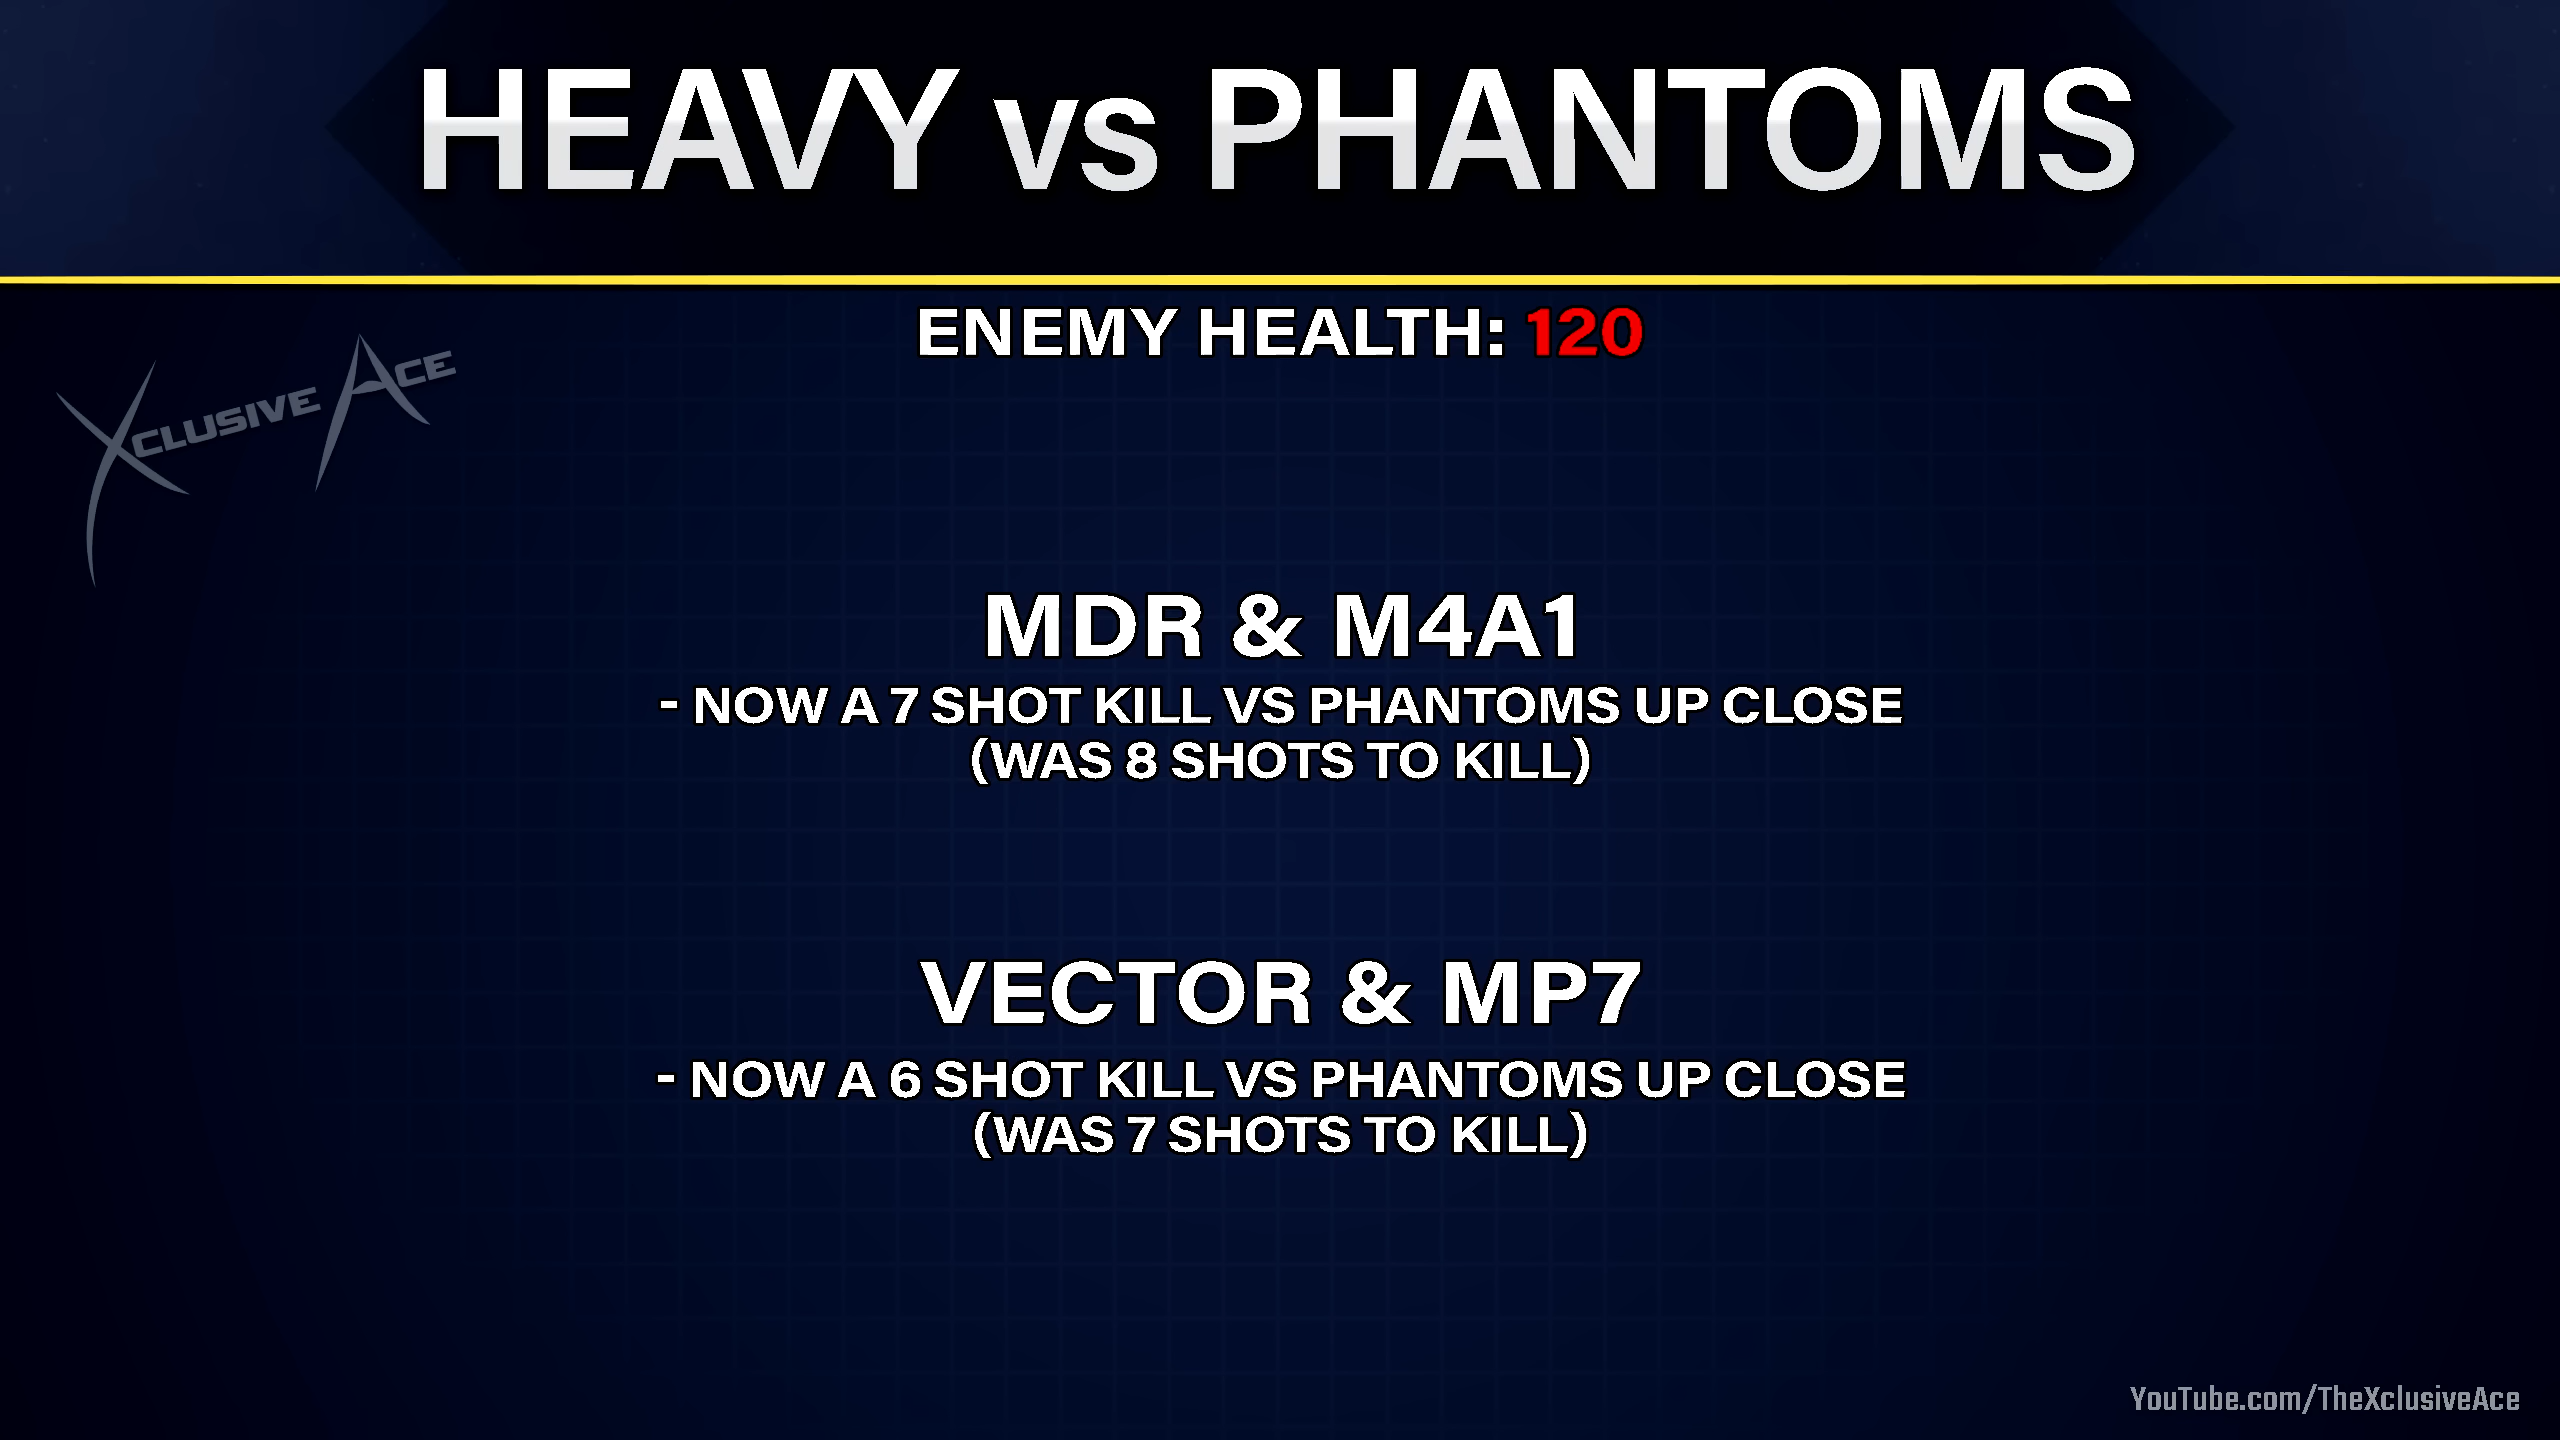 HEAVY vs PHANTOMS
ENEMY HEALTH: 120
XCLUSIVE ACE
MDR & M4A1
- NOW A 7 SHOT KILL VS PHANTOMS UP CLOSE
(WAS 8 SHOTS TO KILL)
VECTOR & MP7
- NOW A 6 SHOT KILL VS PHANTOMS UP CLOSE
(WAS 7 SHOTS TO KILL)
YouTube.com/TheXclusiveAce